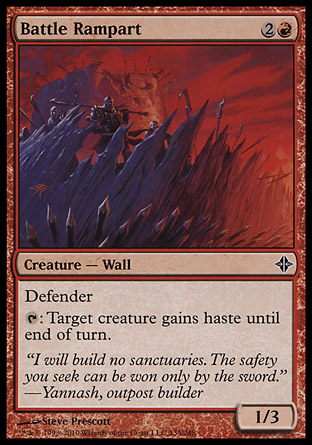 Battle Rampart 2
Creature — Wall
Defender
: Target creature gains haste until
end of turn.
“I will build no sanctuaries. The safety
you seek can be won only by the sword.”
—Yannash, outpost builder
Steve Prescott
1/3